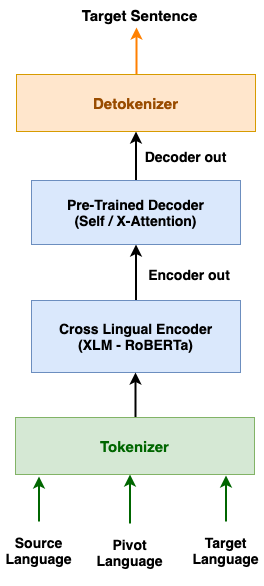 Target Sentence
Detokenizer
Decoder out
Pre-Trained Decoder
(Self / X-Attention)
Encoder out
Cross Lingual Encoder
(XLM - RoBERTa)
Tokenizer
Source
Language
Pivot
Language
Target
Language